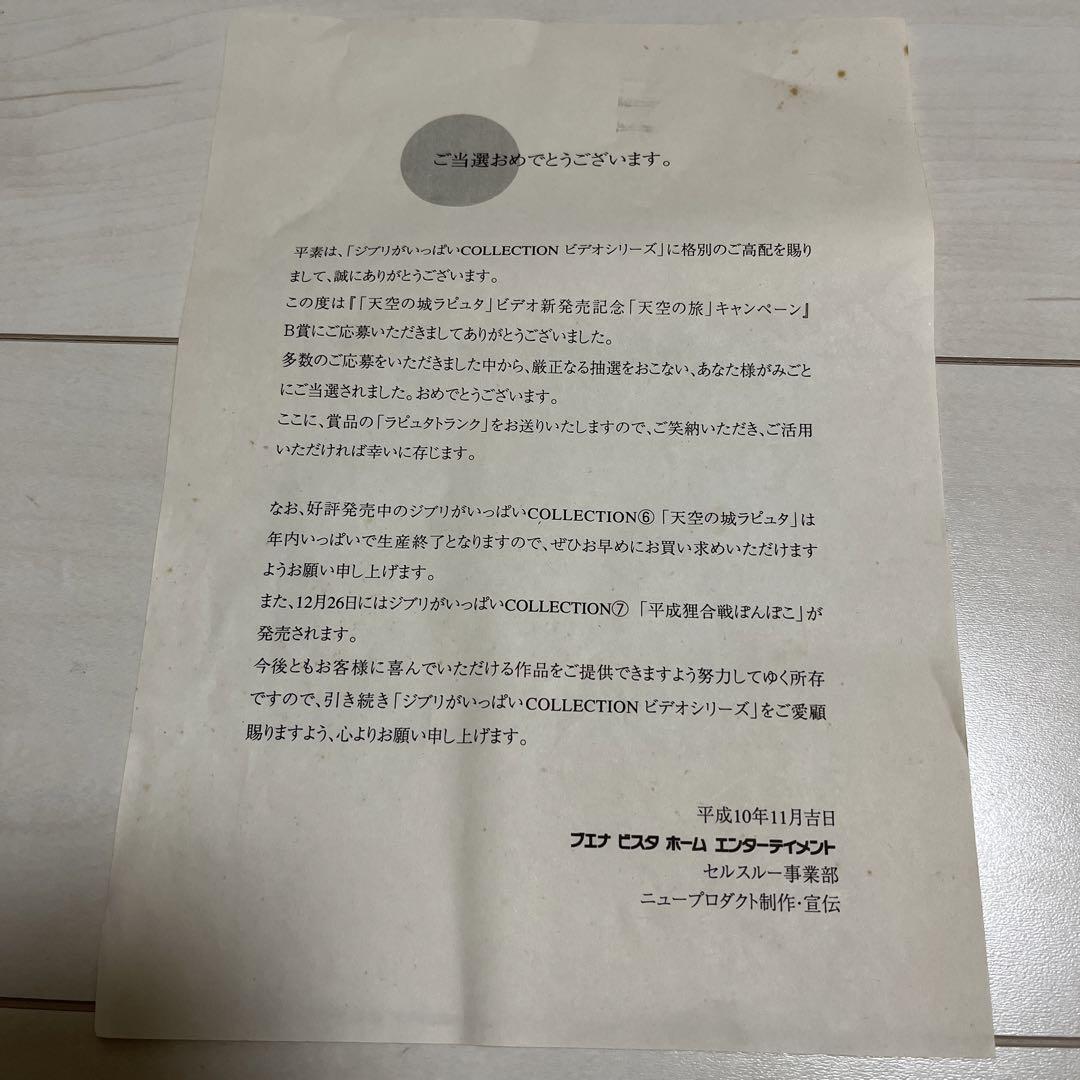 ご当選おめでとうございます。
平素は、「ジブリがいっぱいCOLLECTION ビデオシリーズ」に格別のご高配を賜り
まして、誠にありがとうございます。
この度は『「天空の城ラピュタ」ビデオ新発売記念「天空の旅」キャンペーン』
B賞にご応募いただきましてありがとうございました。
多数のご応募をいただきました中から、厳正なる抽選をおこない、あなた様がみごと
にご当選されました。おめでとうございます。
ここに、賞品の「ラピュタトランク」をお送りいたしますので、ご笑納いただき、ご活用
いただければ幸いに存じます。
なお、好評発売中のジブリがいっぱいCOLLECTION⑥「天空の城ラピュタ」は
年内いっぱいで生産終了となりますので、ぜひお早めにお買い求めいただけます
ようお願い申し上げます。
また、12月26日にはジブリがいっぱいCOLLECTION⑦「平成狸合戦ぽんぽこ」が
発売されます。
今後ともお客様に喜んでいただける作品をご提供できますよう努力してゆく所存
ですので、引き続き「ジブリがいっぱいCOLLECTION ビデオシリーズ」をご愛顧
賜りますよう、心よりお願い申し上げます。
平成10年11月吉日
ブエナ ビスタ ホーム エンターテイメント
セルスルー事業部
ニュープロダクト制作・宣伝